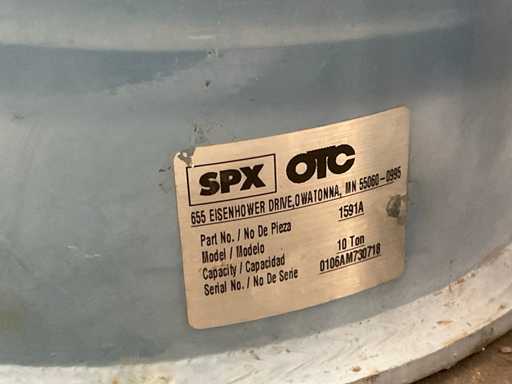 SPX OTC
655 EISENHOWER DRIVE, OWATONNA, MN 55060-0995
Part No. / No De Pieza 1591A
Model / Modelo
Capacity / Capacidad 10 Ton
Serial No. / No De Serie 0106AM730718